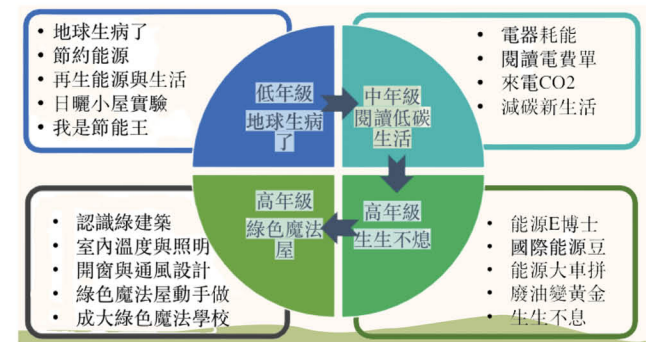 地球生病了
節約能源
再生能源與生活
日曬小屋實驗
我是節能王
低年級
地球生病
了
中年級
閱讀低碳
生活
電器耗能
閱讀電費單
來電CO2
減碳新生活
認識綠建築
室內溫度與照明
開窗與通風設計
綠色魔法屋動手做
成大綠色魔法學校
高年級
綠色魔法
屋
高年級
生生不熄
能源E博士
國際能源豆
能源大車拼
廢油變黃金
生生不息